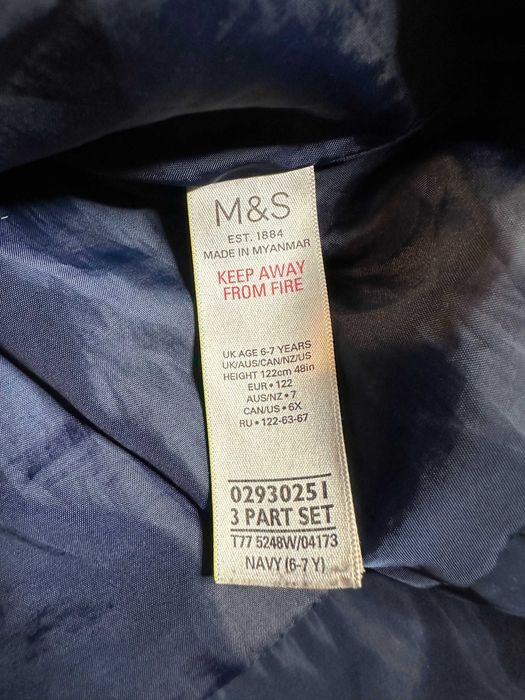 M&S
EST. 1884
MADE IN MYANMAR
KEEP AWAY
FROM FIRE
UK AGE 6-7 YEARS
UK/AUS/CAN/NZ/US
HEIGHT 122cm 48in
EUR • 122
AUS/NZ • 7
CAN/US • 6X
RU • 122-63-67
02930251
3 PART SET
T77 5248W/04173
NAVY (6-7 Y)